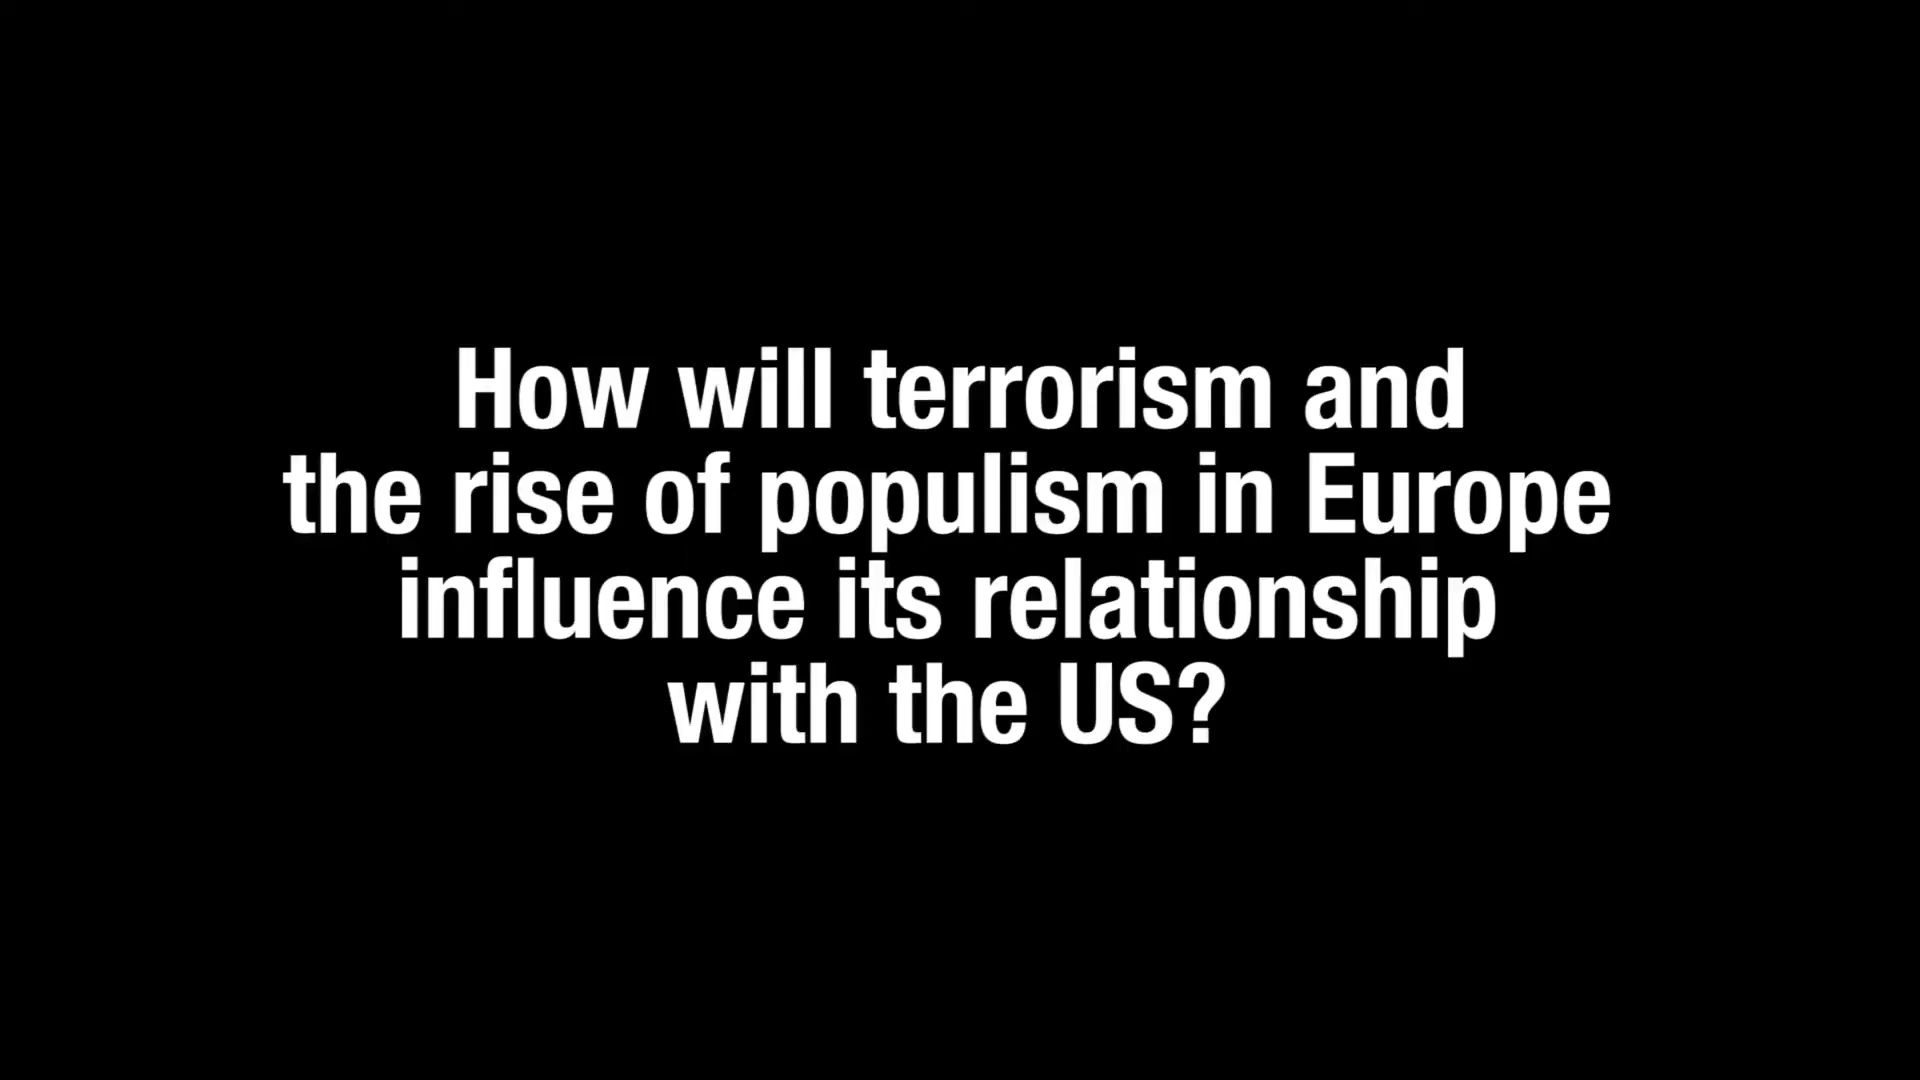 How will terrorism and
the rise of populism in Europe
influence its relationship
with the US?